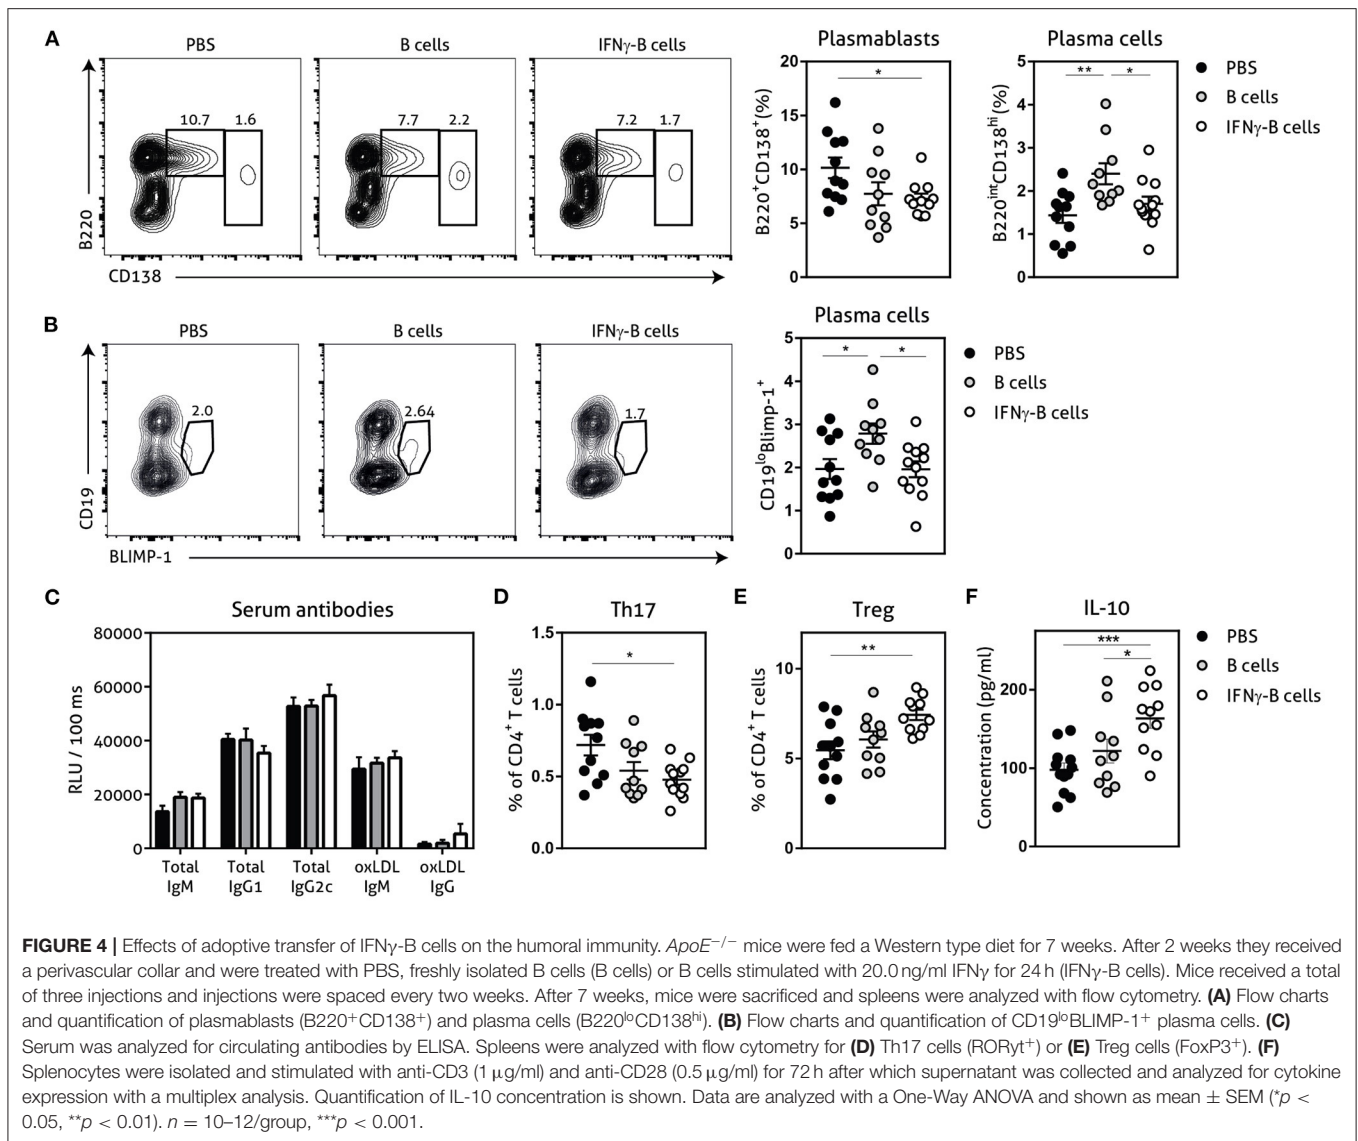 A
PBS
B cells
IFNγ-B cells
Plasmablasts
Plasma cells
10.7
1.6
7.7
2.2
7.2
1.7
B220
CD138
B220⁺CD138⁺(%)
20
15
10
5
0
*
B220ⁱⁿᵗCD138ʰⁱ(%)
5
4
3
2
1
0
**
*
PBS
B cells
IFNγ-B cells
B
PBS
B cells
IFNγ-B cells
Plasma cells
2.0
2.64
1.7
CD19
BLIMP-1
CD19ˡᵒBlimp-1⁺
5
4
3
2
1
0
*
*
PBS
B cells
IFNγ-B cells
C
Serum antibodies
RLU / 100 ms
80000
60000
40000
20000
0
Total IgM
Total IgG1
Total IgG2c
oxLDL IgM
oxLDL IgG
D
Th17
% of CD4⁺ T cells
1.5
1.0
0.5
0.0
*
E
Treg
% of CD4⁺ T cells
10
5
0
**
F
IL-10
Concentration (pg/ml)
200
100
0
***
*
PBS
B cells
IFNγ-B cells
FIGURE 4 | Effects of adoptive transfer of IFNγ-B cells on the humoral immunity. ApoE⁻/⁻ mice were fed a Western type diet for 7 weeks. After 2 weeks they received
a perivascular collar and were treated with PBS, freshly isolated B cells (B cells) or B cells stimulated with 20.0 ng/ml IFNγ for 24 h (IFNγ-B cells). Mice received a total
of three injections and injections were spaced every two weeks. After 7 weeks, mice were sacrificed and spleens were analyzed with flow cytometry. (A) Flow charts
and quantification of plasmablasts (B220⁺CD138⁺) and plasma cells (B220ˡᵒCD138ʰⁱ). (B) Flow charts and quantification of CD19ˡᵒBLIMP-1⁺ plasma cells. (C)
Serum was analyzed for circulating antibodies by ELISA. Spleens were analyzed with flow cytometry for (D) Th17 cells (RORyt⁺) or (E) Treg cells (FoxP3⁺). (F)
Splenocytes were isolated and stimulated with anti-CD3 (1 μg/ml) and anti-CD28 (0.5 μg/ml) for 72 h after which supernatant was collected and analyzed for cytokine
expression with a multiplex analysis. Quantification of IL-10 concentration is shown. Data are analyzed with a One-Way ANOVA and shown as mean ± SEM (*p <
0.05, **p < 0.01). n = 10–12/group, ***p < 0.001.